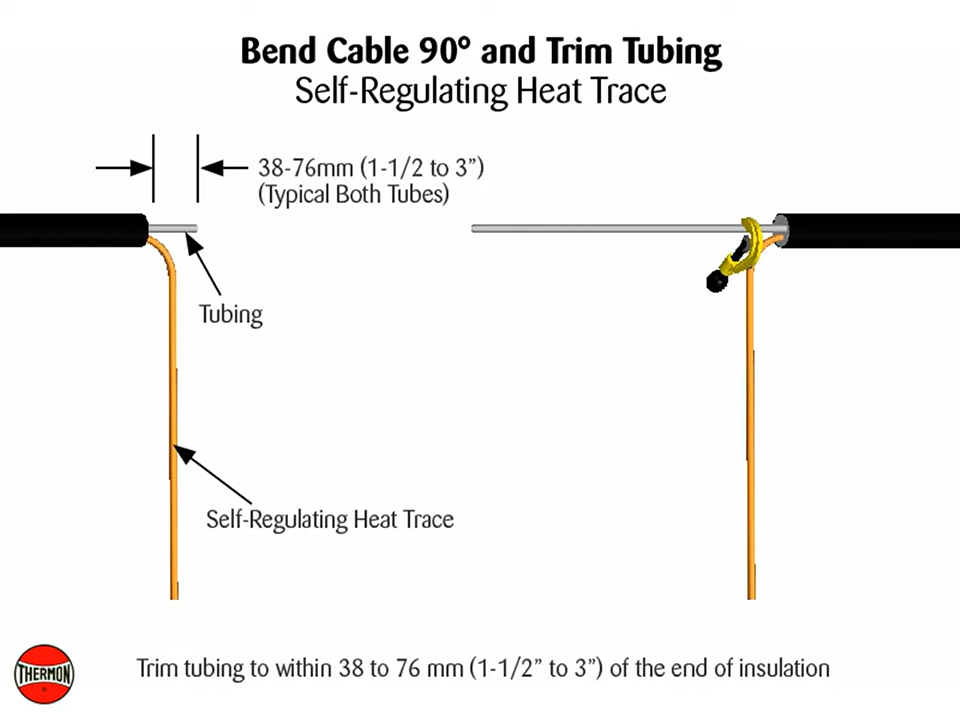 Bend Cable 90° and Trim Tubing
Self-Regulating Heat Trace
38-76mm (1-1/2 to 3”)
(Typical Both Tubes)
Tubing
Self-Regulating Heat Trace
THERMON
®
Trim tubing to within 38 to 76 mm (1-1/2” to 3”) of the end of insulation